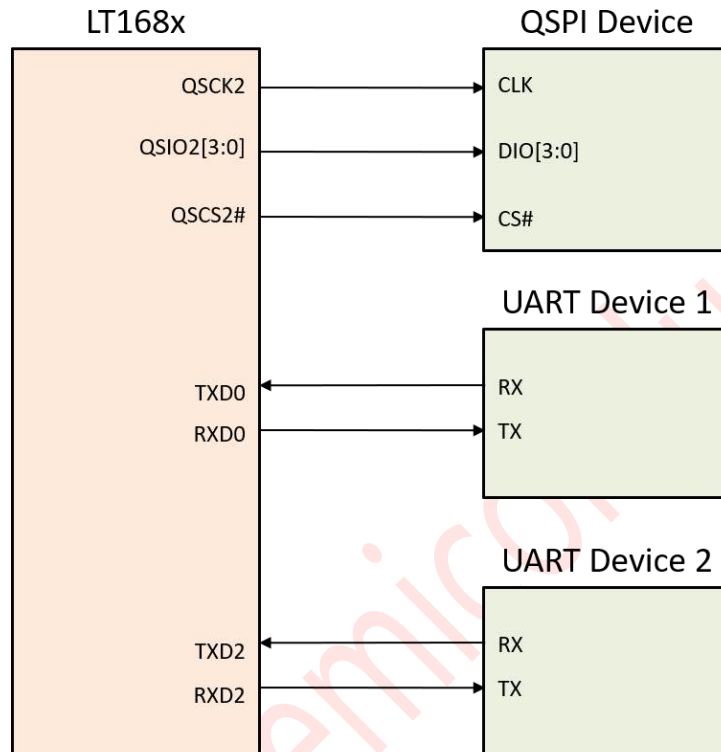 LT168x
QSPI Device
QSCK2
CLK
QSIO2[3:0]
DIO[3:0]
QSCS2#
CS#
UART Device 1
TXD0
RX
RXD0
TX
UART Device 2
TXD2
RX
RXD2
TX